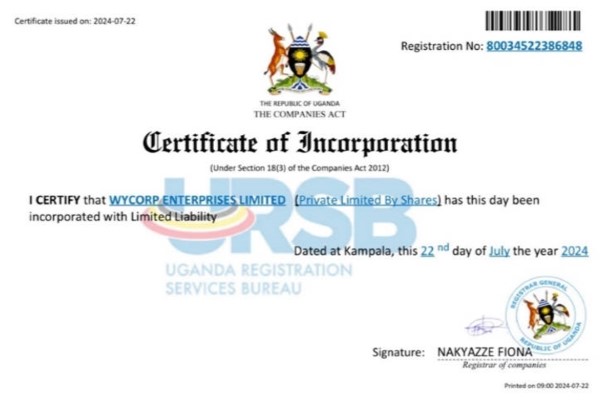 Certificate issued on: 2024-07-22
Registration No: 80034522386848
THE REPUBLIC OF UGANDA
THE COMPANIES ACT
Certificate of Incorporation
(Under Section 18(3) of the Companies Act 2012)
I CERTIFY that WYCORP ENTERPRISES LIMITED (Private Limited By Shares) has this day been
incorporated with Limited Liability
Dated at Kampala, this 22 nd day of July the year 2024
URSB
UGANDA REGISTRATION
SERVICES BUREAU
REGISTRAR GENERAL
REPUBLIC OF UGANDA
Signature: NAKYAZZE FIONA
Registrar of companies
Printed on 09:00 2024-07-22